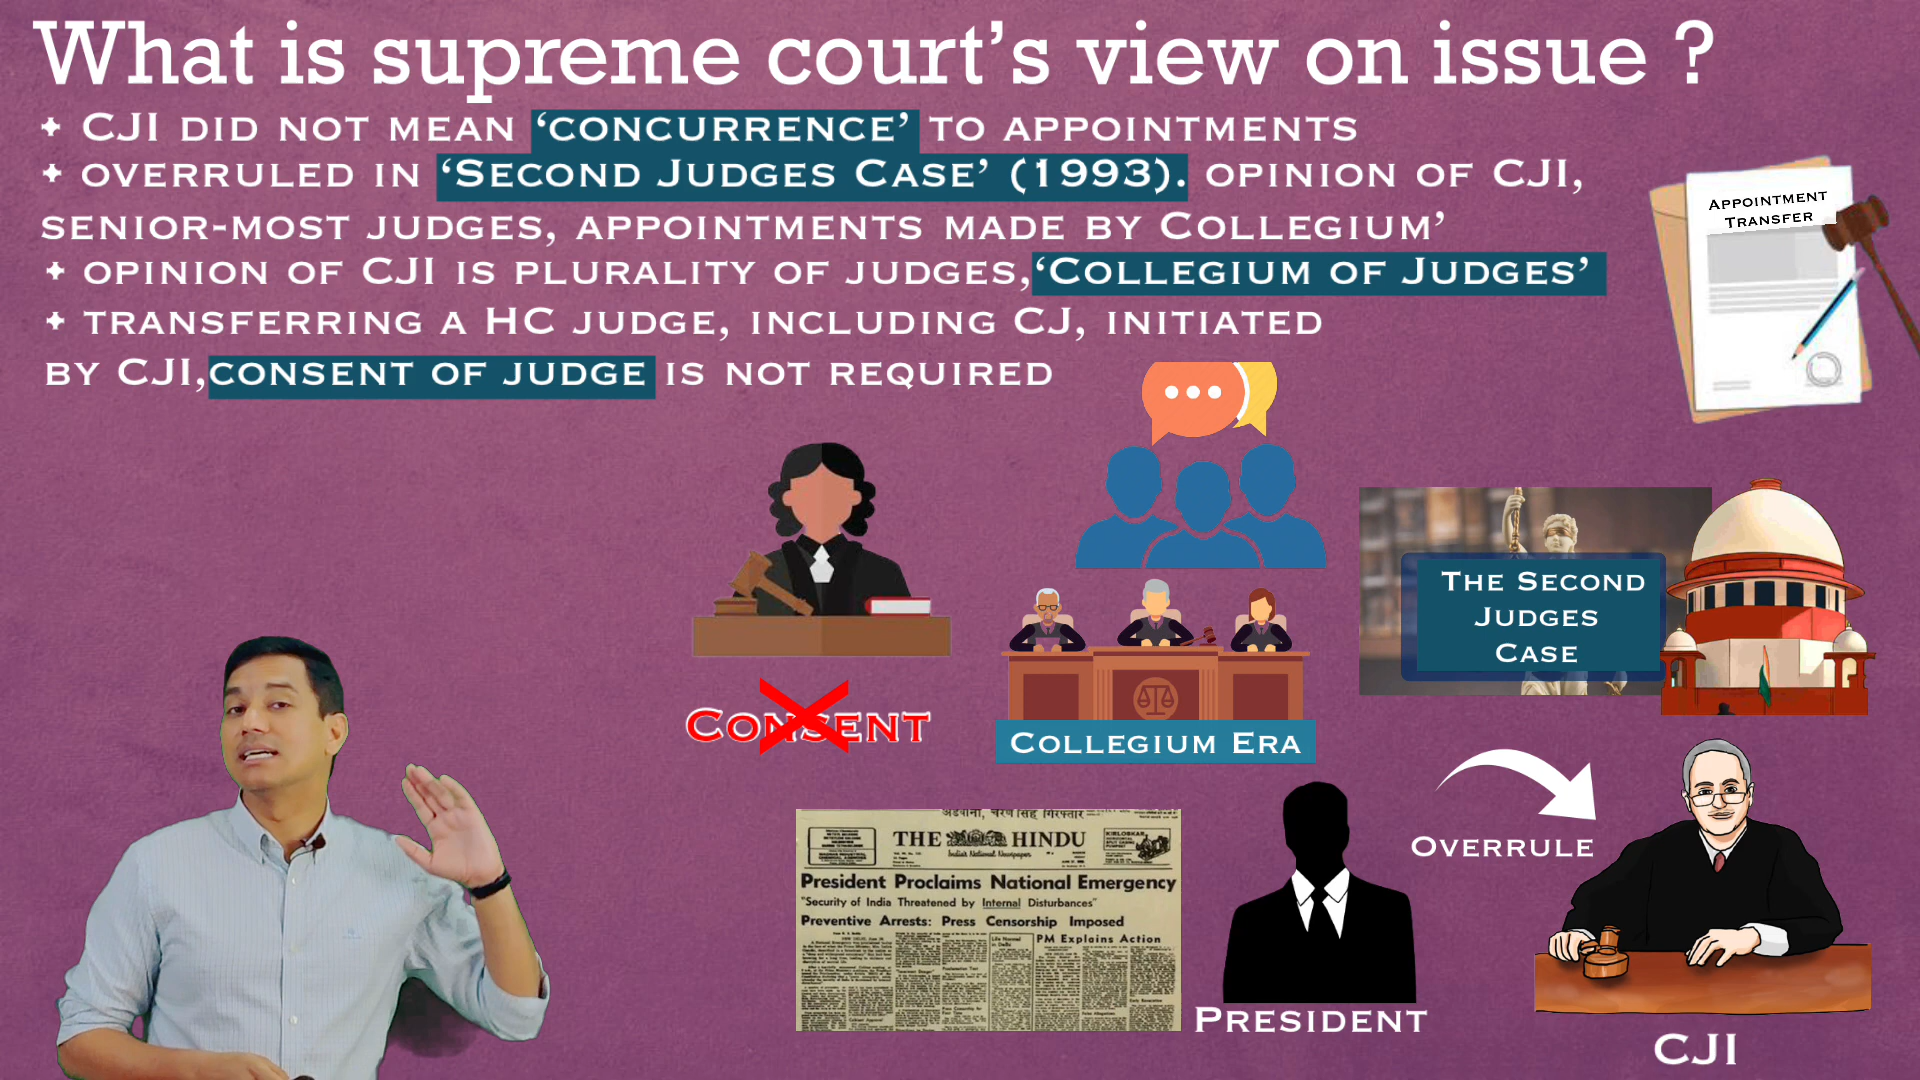 What is supreme court's view on issue ?
+ CJI DID NOT MEAN 'CONCURRENCE' TO APPOINTMENTS
+ OVERRULED IN 'SECOND JUDGES CASE' (1993). OPINION OF CJI,
SENIOR-MOST JUDGES, APPOINTMENTS MADE BY COLLEGIUM'
+ OPINION OF CJI IS PLURALITY OF JUDGES,'COLLEGIUM OF JUDGES'
+ TRANSFERRING A HC JUDGE, INCLUDING CJ, INITIATED
BY CJI,CONSENT OF JUDGE IS NOT REQUIRED
APPOINTMENT
TRANSFER
THE SECOND
JUDGES
CASE
CONSENT
COLLEGIUM ERA
OVERRULE
THE HINDU
India's National Newspaper
President Proclaims National Emergency
"Security of India Threatened by Internal Disturbances"
Preventive Arrests: Press Censorship Imposed
PM Explains Action
PRESIDENT
CJI